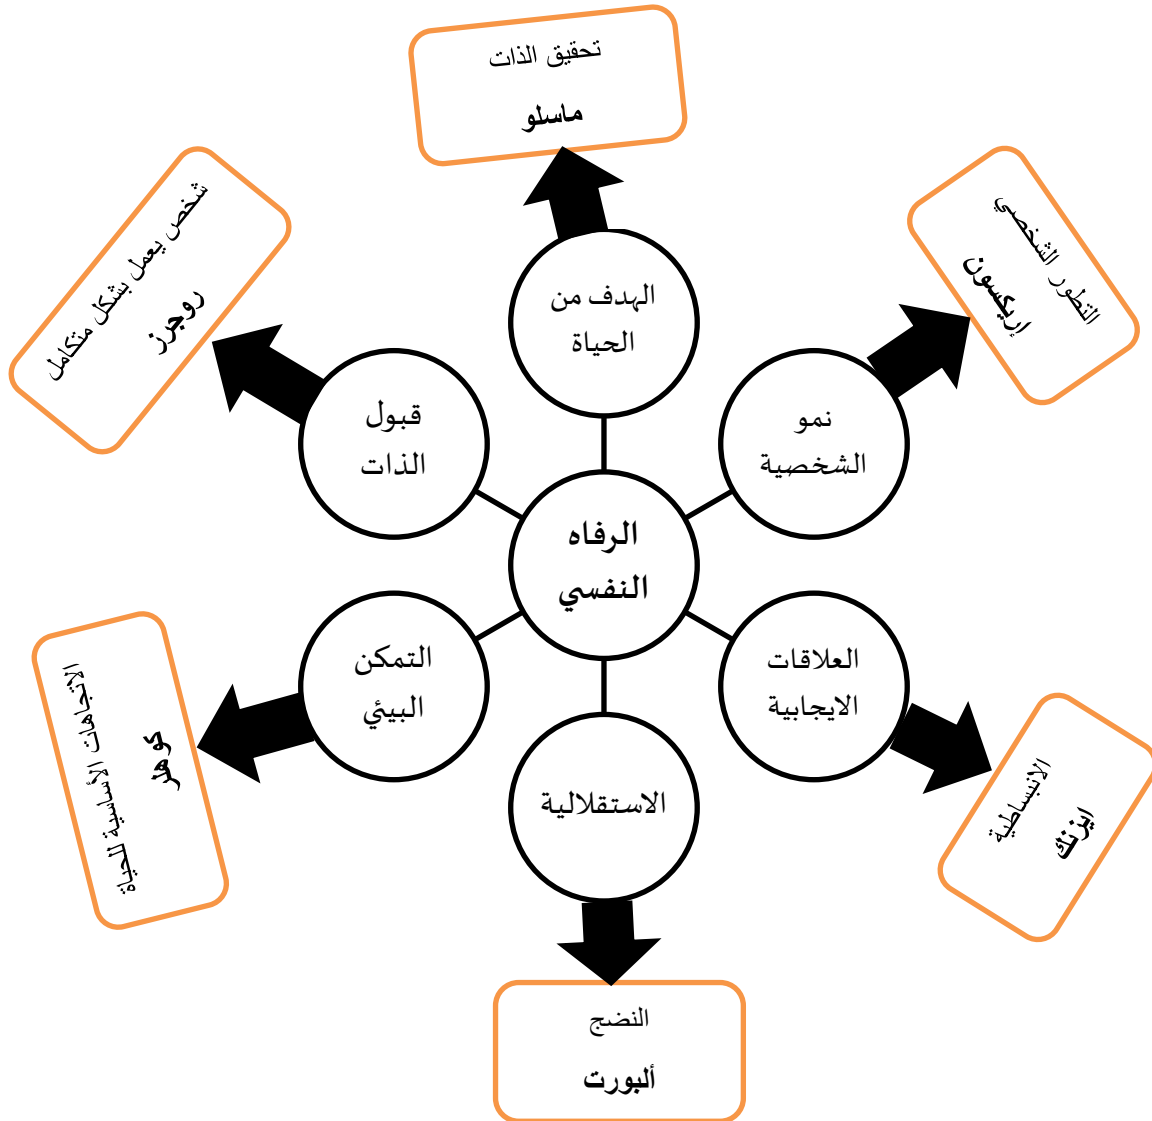 تحقيق الذات
ماسلو
التطور الشخصي
إريكسون
شخص يعمل بشكل متكامل
روجرز
الهدف من
الحياة
نمو
الشخصية
قبول
الذات
الرفاه
النفسي
العلاقات
الايجابية
التمكن
البيئي
الاستقلالية
الانبساطية
ايزنك
الاتجاهات الأساسية للحياة
كوهلر
النضج
ألبورت